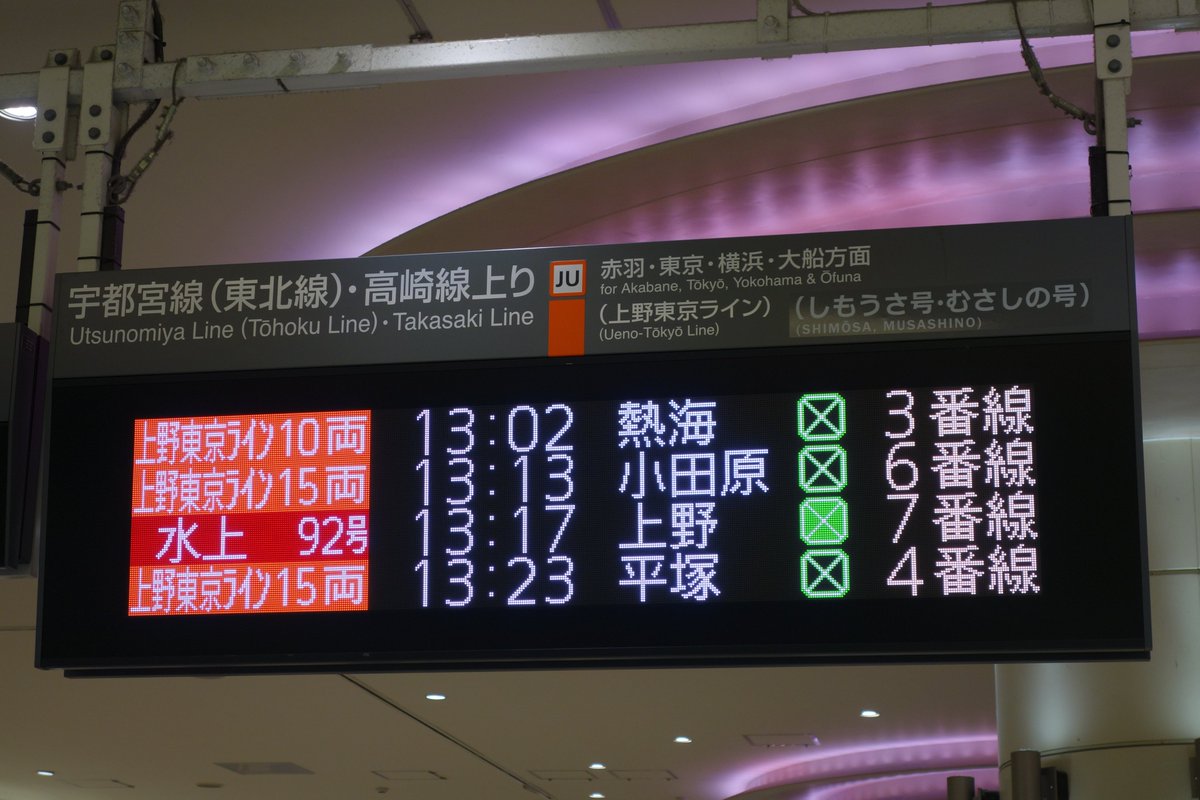 宇都宮線(東北線)・高崎線上り
Utsunomiya Line (Tōhoku Line)・Takasaki Line
JU
赤羽・東京・横浜・大船方面
for Akabane, Tōkyō, Yokohama & Ōfuna
(上野東京ライン)
(Ueno-Tōkyō Line)
(しもうさ号・むさしの号)
(SHIMŌSA, MUSASHINO)
上野東京ライン10両 13:02 熱海 3番線
上野東京ライン15両 13:13 小田原 6番線
水上 92号 13:17 上野 7番線
上野東京ライン15両 13:23 平塚 4番線